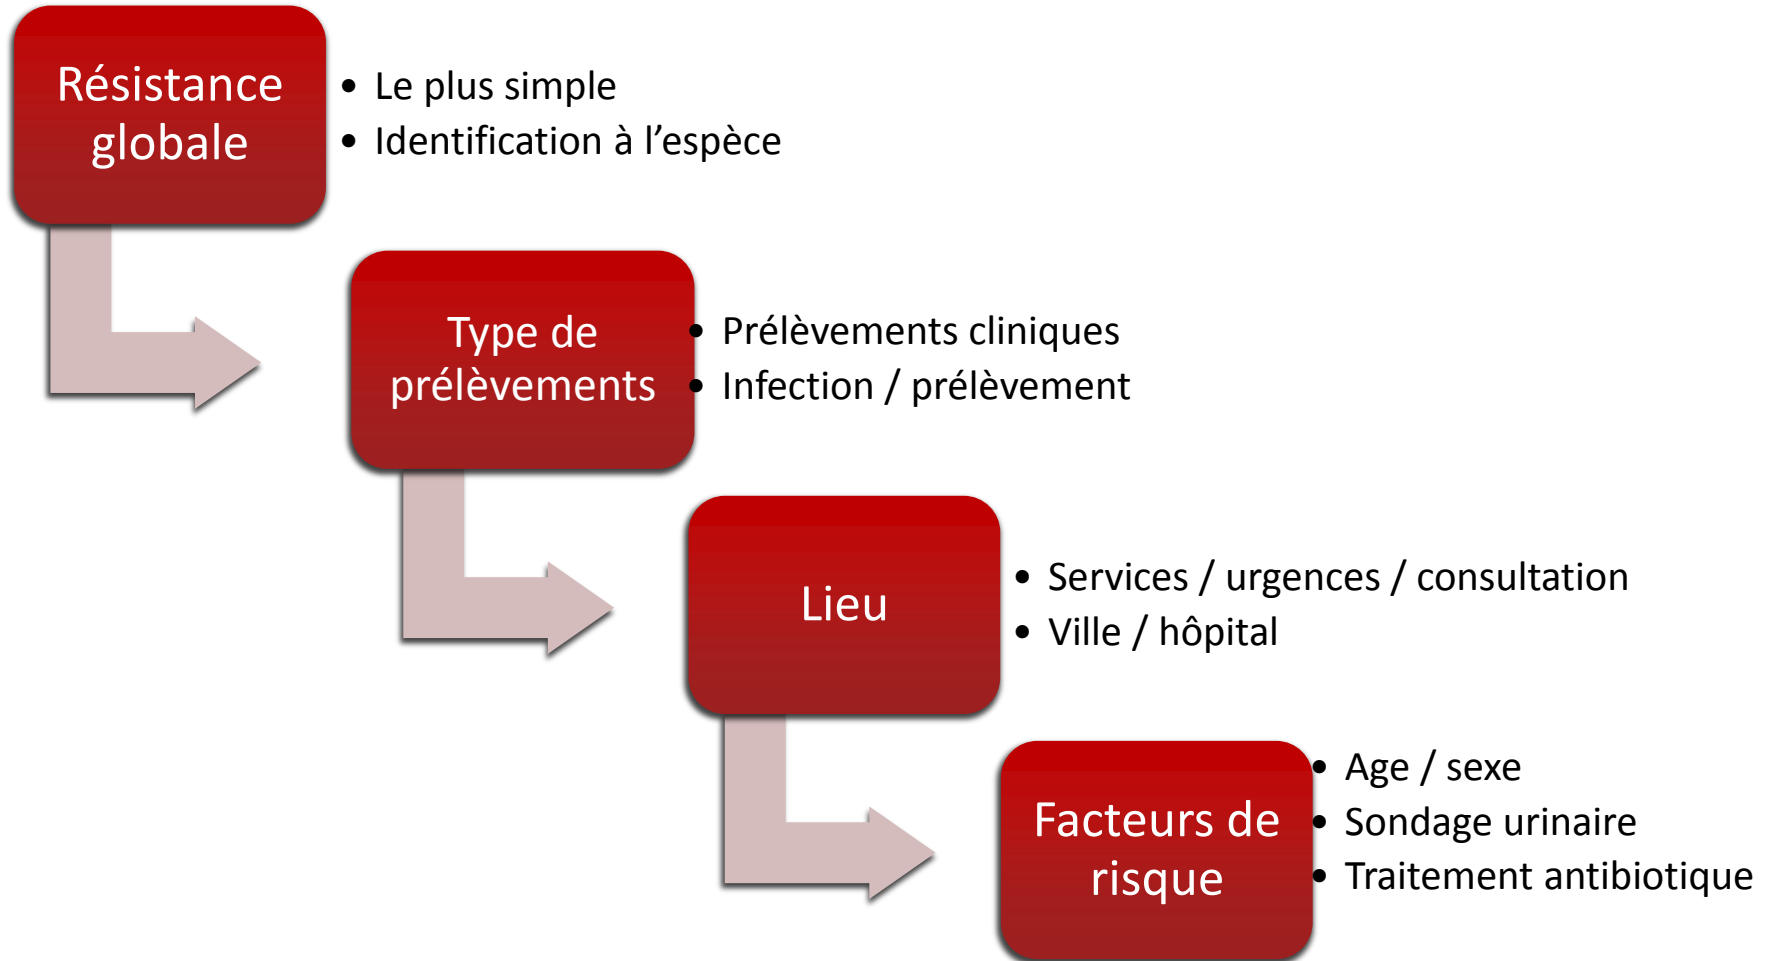 Résistance
globale
• Le plus simple
• Identification à l’espèce
Type de
prélèvements
• Prélèvements cliniques
• Infection / prélèvement
Lieu
• Services / urgences / consultation
• Ville / hôpital
Facteurs de
risque
• Age / sexe
• Sondage urinaire
• Traitement antibiotique